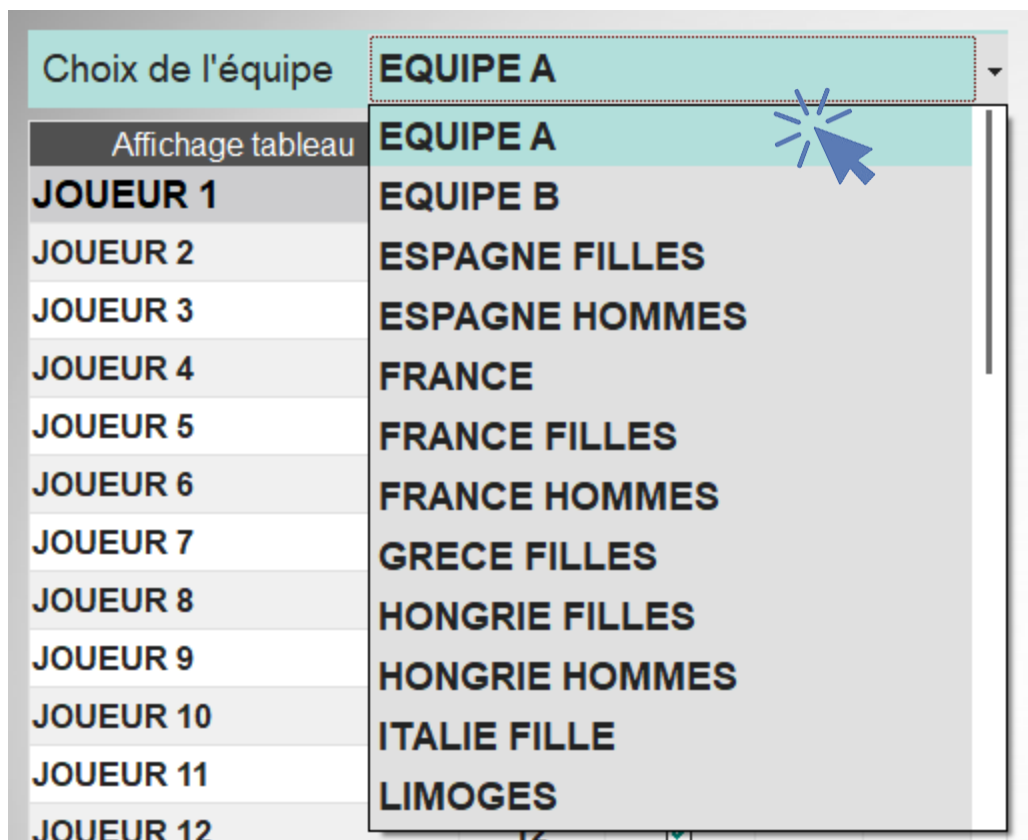 Choix de l'équipe
EQUIPE A
Affichage tableau
JOUEUR 1
JOUEUR 2
JOUEUR 3
JOUEUR 4
JOUEUR 5
JOUEUR 6
JOUEUR 7
JOUEUR 8
JOUEUR 9
JOUEUR 10
JOUEUR 11
JOUEUR 12
EQUIPE A
EQUIPE B
ESPAGNE FILLES
ESPAGNE HOMMES
FRANCE
FRANCE FILLES
FRANCE HOMMES
GRECE FILLES
HONGRIE FILLES
HONGRIE HOMMES
ITALIE FILLE
LIMOGES
12